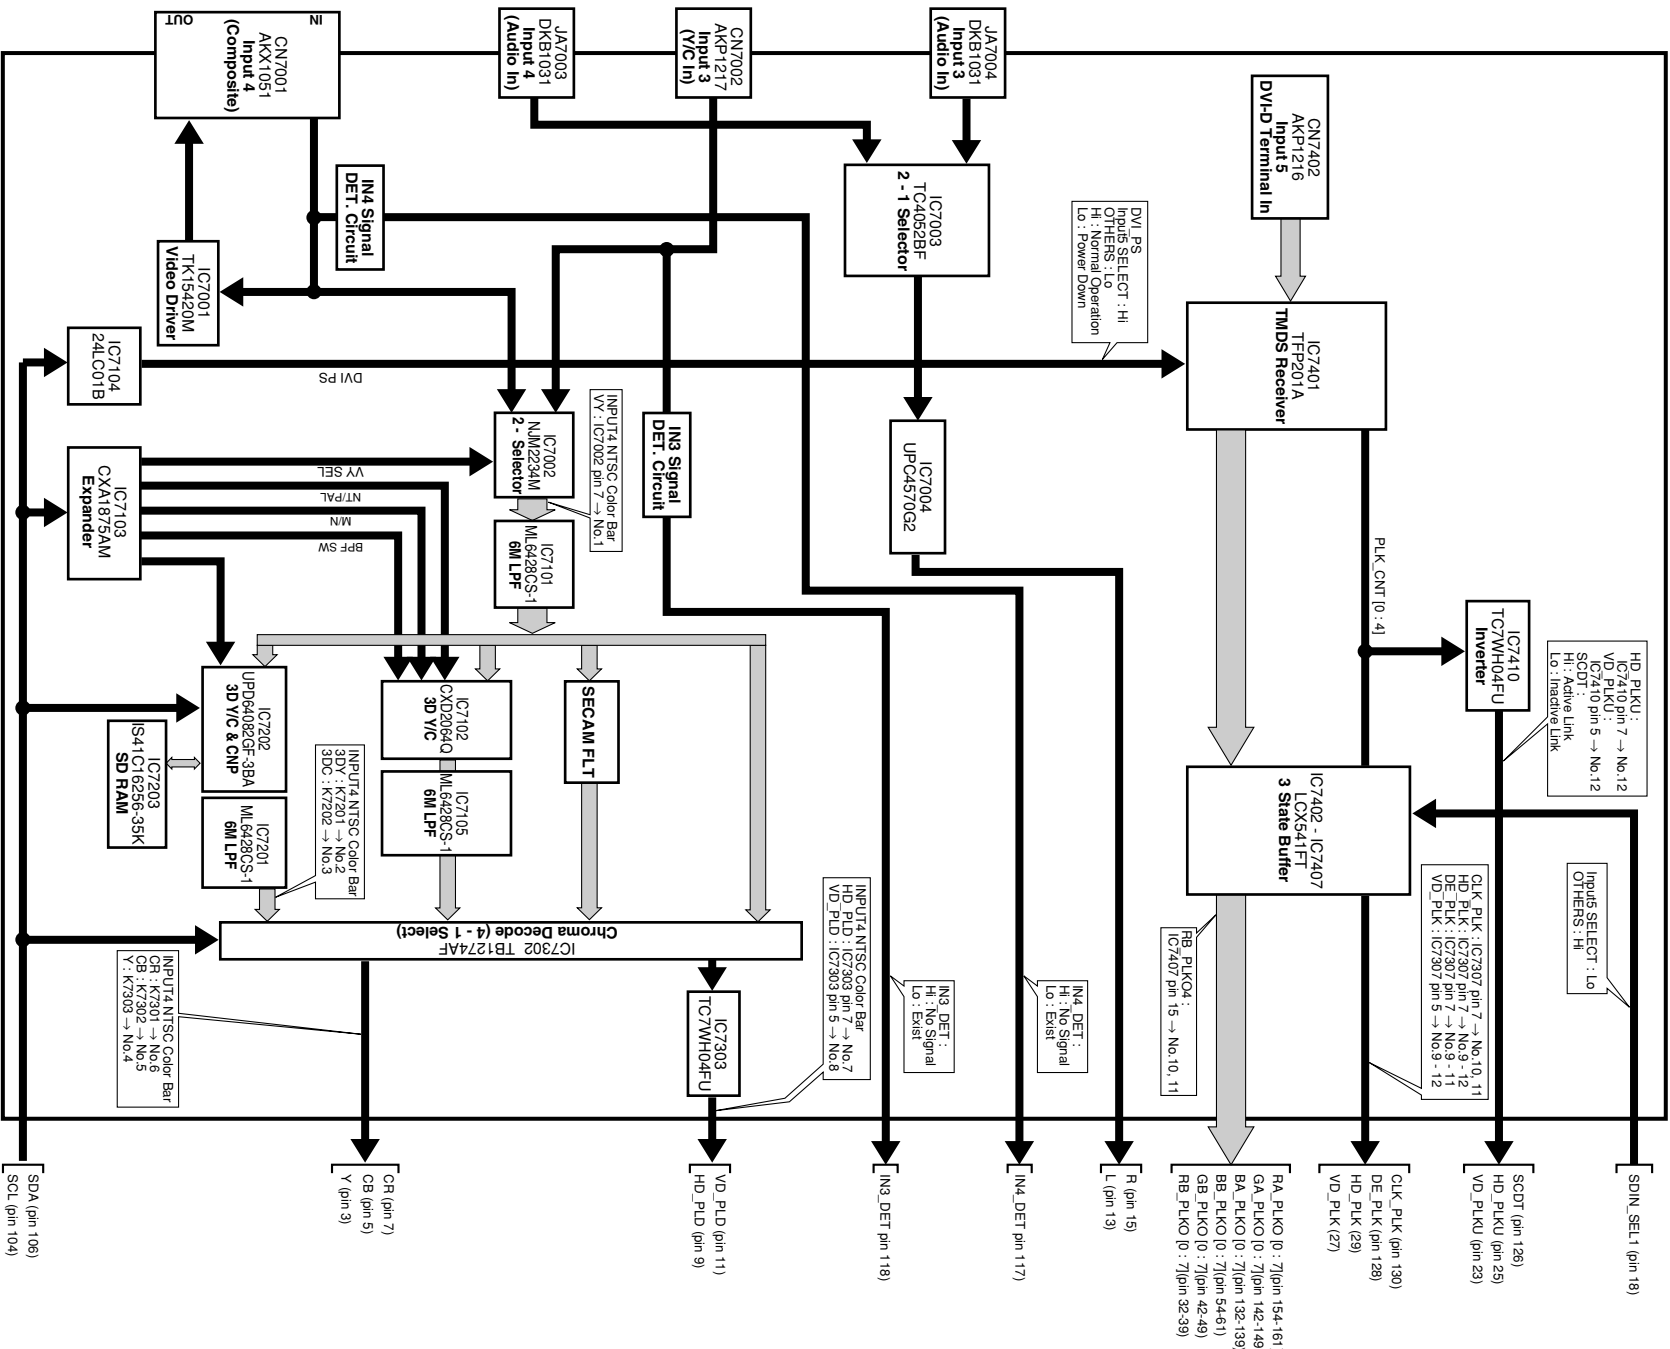 CN7402
AKP1216
Input 5
DVI-D Terminal In
JA7004
DKB1031
Input 3
(Audio In)
CN7002
AKP1217
Input 3
(Y/C In)
JA7003
DKB1031
Input 4
(Audio In)
IN
OUT
CN7001
AKX1051
Input 4
(Composite)
IC7401
TFP201A
TMDS Receiver
DVI_PS
Input5 SELECT : Hi
OTHERS : Lo
Hi : Normal Operation
Lo : Power Down
IC7003
TC4052BF
2 - 1 Selector
IN4 Signal
DET. Circuit
IC7001
TK15420M
Video Driver
IC7104
24LC01B
DVI PS
IC7004
UPC4570G2
IN3 Signal
DET. Circuit
INPUT4 NTSC Color Bar
VY : IC7002 pin 7 → No.1
IC7002
NJM2234M
2 - Selector
IC7101
ML6428CS-1
6M LPF
IC7103
CXA1875AM
Expander
VY SEL
NT/PAL
M/N
BPF SW
PLK_CNT [0 : 4]
IC7410
TC7WH04FU
Inverter
HD_PLKU :
IC7410 pin 7 → No.12
VD_PLKU :
IC7410 pin 5 → No.12
SCDT :
Hi : Active Link
Lo : Inactive Link
IC7402 - IC7407
LCX541FT
3 State Buffer
SECAM FLT
IC7102
CXD2064Q
3D Y/C
IC7105
ML6428CS-1
6M LPF
IC7202
UPD64082GF-3BA
3D Y/C & CNP
IC7201
ML6428CS-1
6M LPF
IC7203
IS41C16256-35K
SD RAM
INPUT4 NTSC Color Bar
3DY : K7201 → No.2
3DC : K7202 → No.3
Input5 SELECT : Lo
OTHERS : Hi
CLK_PLK : IC7307 pin 7 → No.10, 11
HD_PLK : IC7307 pin 7 → No.9 - 12
DE_PLK : IC7307 pin 7 → No.9 - 11
VD_PLK : IC7307 pin 5 → No.9 - 12
RB_PLKO4 :
IC7407 pin 15 → No.10, 11
IN4_DET :
Hi : No Signal
Lo : Exist
IN3_DET :
Hi : No Signal
Lo : Exist
INPUT4 NTSC Color Bar
HD_PLD : IC7303 pin 7 → No.7
VD_PLD : IC7303 pin 5 → No.8
IC7302 TB1274AF
Chroma Decode (4 - 1 Select)
IC7303
TC7WH04FU
INPUT4 NTSC Color Bar
CR : K7301 → No.6
CB : K7302 → No.5
Y : K7303 → No.4
SDIN_SEL1 (pin 18)
SCDT (pin 126)
HD_PLKU (pin 25)
VD_PLKU (pin 23)
CLK_PLK (pin 130)
DE_PLK (pin 128)
HD_PLK (29)
VD_PLK (27)
RA_PLKO [0 : 7](pin 154-161
GA_PLKO [0 : 7](pin 142-149
BA_PLKO [0 : 7](pin 132-139)
BB_PLKO [0 : 7](pin 54-61)
GB_PLKO [0 : 7](pin 42-49)
RB_PLKO [0 : 7](pin 32-39)
R (pin 15)
L (pin 13)
IN4_DET pin 117)
IN3_DET pin 118)
VD_PLD (pin 11)
HD_PLD (pin 9)
CR (pin 7)
CB (pin 5)
Y (pin 3)
SDA (pin 106)
SCL (pin 104)